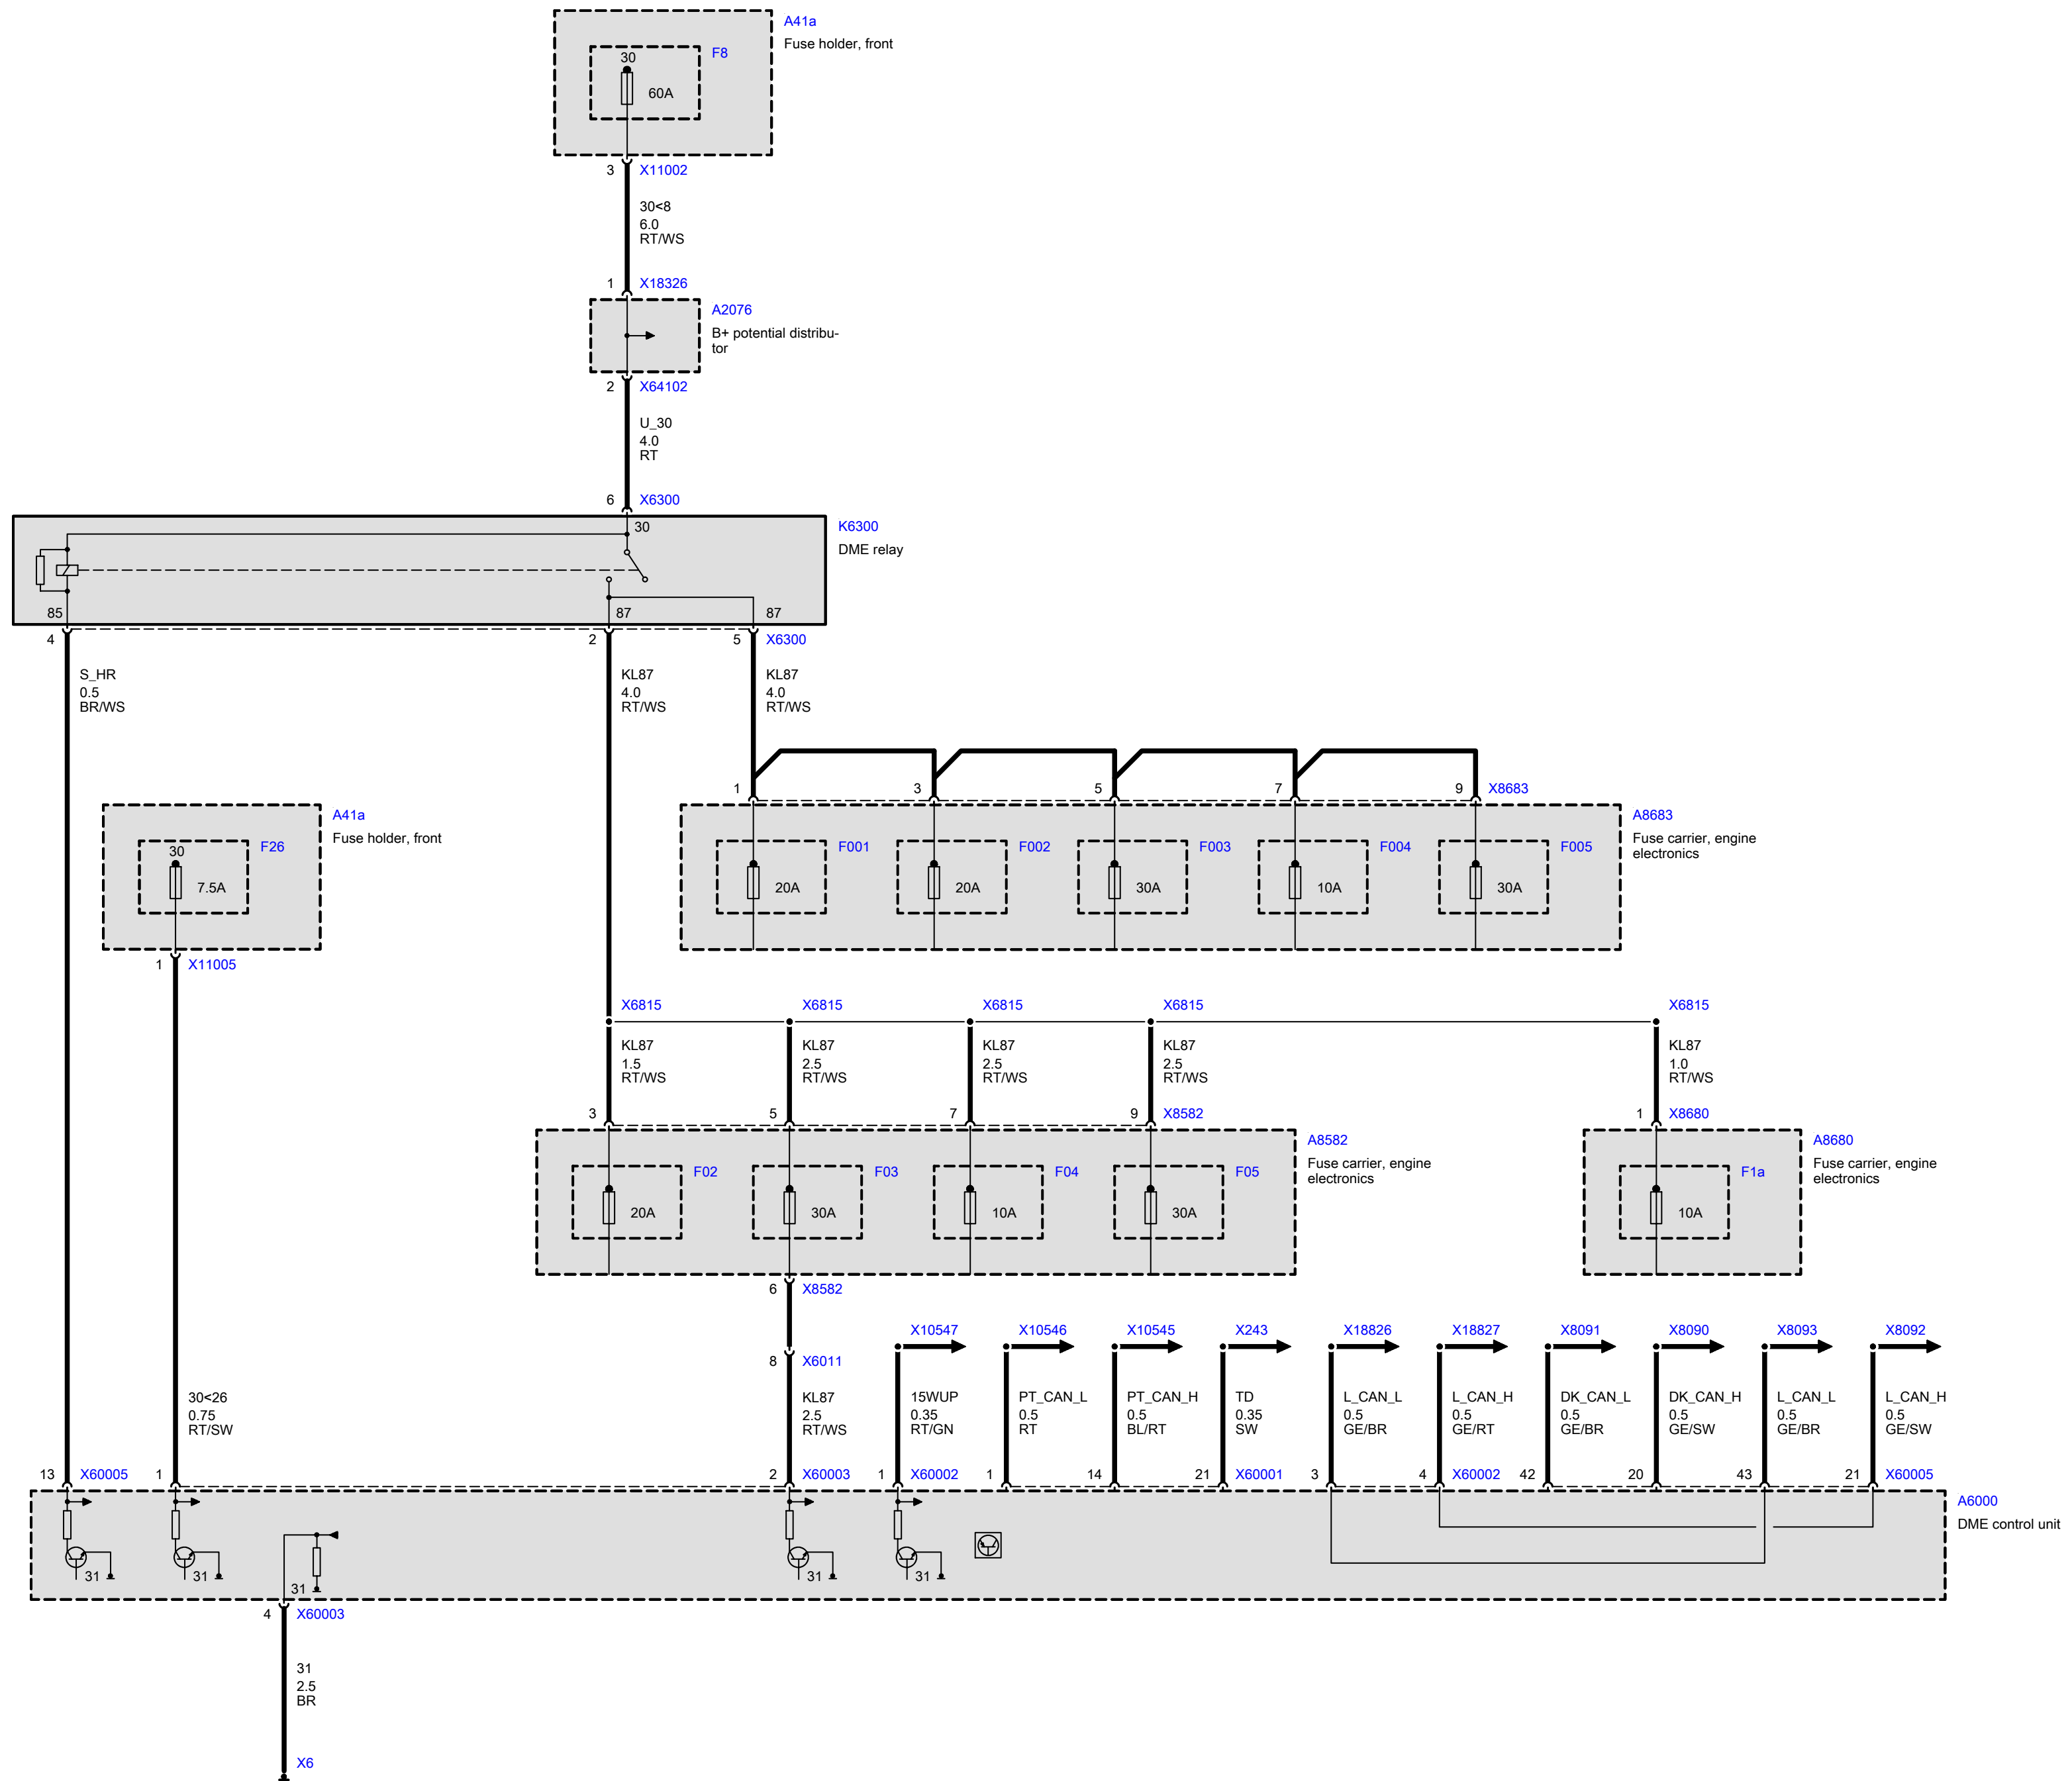 A41a
Fuse holder, front
F8
30
60A
3 X11002
30<8
6.0
RT/WS
1 X18326
A2076
B+ potential distribu-
tor
2 X64102
U_30
4.0
RT
6 X6300
30
K6300
DME relay
85 87 87
4 2 5 X6300
S_HR
0.5
BR/WS
KL87
4.0
RT/WS
KL87
4.0
RT/WS
1 3 5 7 9 X8683
A8683
Fuse carrier, engine
electronics
F001
20A
F002
20A
F003
30A
F004
10A
F005
30A
A41a
Fuse holder, front
F26
30
7.5A
1 X11005
X6815 X6815 X6815 X6815 X6815
KL87
1.5
RT/WS
KL87
2.5
RT/WS
KL87
2.5
RT/WS
KL87
2.5
RT/WS
KL87
1.0
RT/WS
3 5 7 9 X8582
1 X8680
A8582
Fuse carrier, engine
electronics
F02
20A
F03
30A
F04
10A
F05
30A
A8680
Fuse carrier, engine
electronics
F1a
10A
6 X8582
8 X6011
X10547 X10546 X10545 X243 X18826 X18827 X8091 X8090 X8093 X8092
30<26
0.75
RT/SW
KL87
2.5
RT/WS
15WUP
0.35
RT/GN
PT_CAN_L
0.5
RT
PT_CAN_H
0.5
BL/RT
TD
0.35
SW
L_CAN_L
0.5
GE/BR
L_CAN_H
0.5
GE/RT
DK_CAN_L
0.5
GE/BR
DK_CAN_H
0.5
GE/SW
L_CAN_L
0.5
GE/BR
L_CAN_H
0.5
GE/SW
13 X60005 1 2 X60003 1 X60002 1 14 21 X60001 3 4 X60002 42 20 43 21 X60005
A6000
DME control unit
31 31 31 31 31
4 X60003
31
2.5
BR
X6